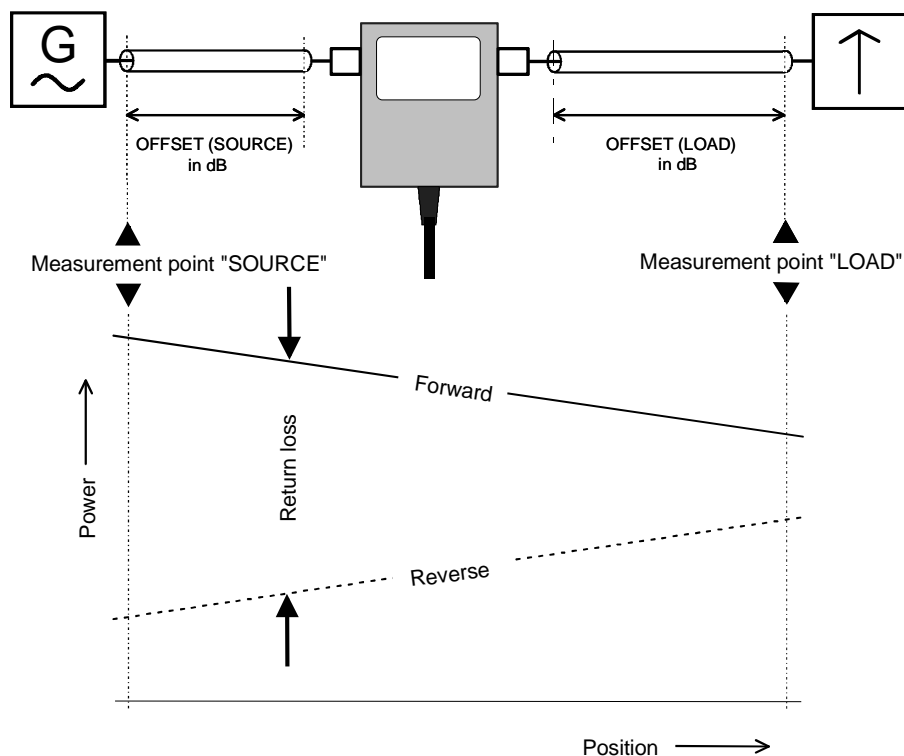 G
OFFSET (SOURCE)
in dB
OFFSET (LOAD)
in dB
Measurement point "SOURCE"
Measurement point "LOAD"
Forward
Power
Return loss
Reverse
Position